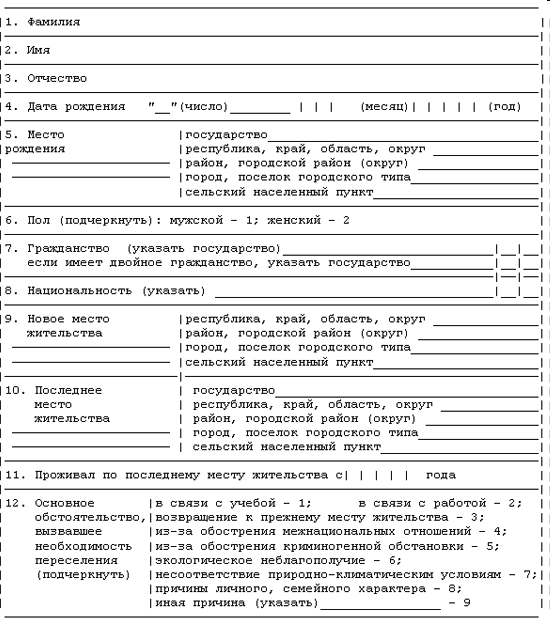 1. Фамилия
2. Имя
3. Отчество
4. Дата рождения "__"(число)_________ | | | (месяц)| | | | | (год)
5. Место |государство
рождения |республика, край, область, округ
|район, городской район (округ)
|город, поселок городского типа
|сельский населенный пункт
6. Пол (подчеркнуть): мужской - 1; женский - 2
7. Гражданство (указать государство)
если имеет двойное гражданство, указать государство
8. Национальность (указать)
9. Новое место |республика, край, область, округ
жительства |район, городской район (округ)
|город, поселок городского типа
|сельский населенный пункт
10. Последнее | государство
место | республика, край, область, округ
жительства | район, городской район (округ)
| город, поселок городского типа
| сельский населенный пункт
11. Проживал по последнему месту жительства с| | | | | года
12. Основное |в связи с учебой - 1; в связи с работой - 2;
обстоятельство,|возвращение к прежнему месту жительства - 3;
вызвавшее |из-за обострения межнациональных отношений - 4;
необходимость |из-за обострения криминогенной обстановки - 5;
переселения |экологическое неблагополучие - 6;
(подчеркнуть) |несоответствие природно-климатическим условиям - 7;
|причины личного, семейного характера - 8;
|иная причина (указать)__________________ - 9